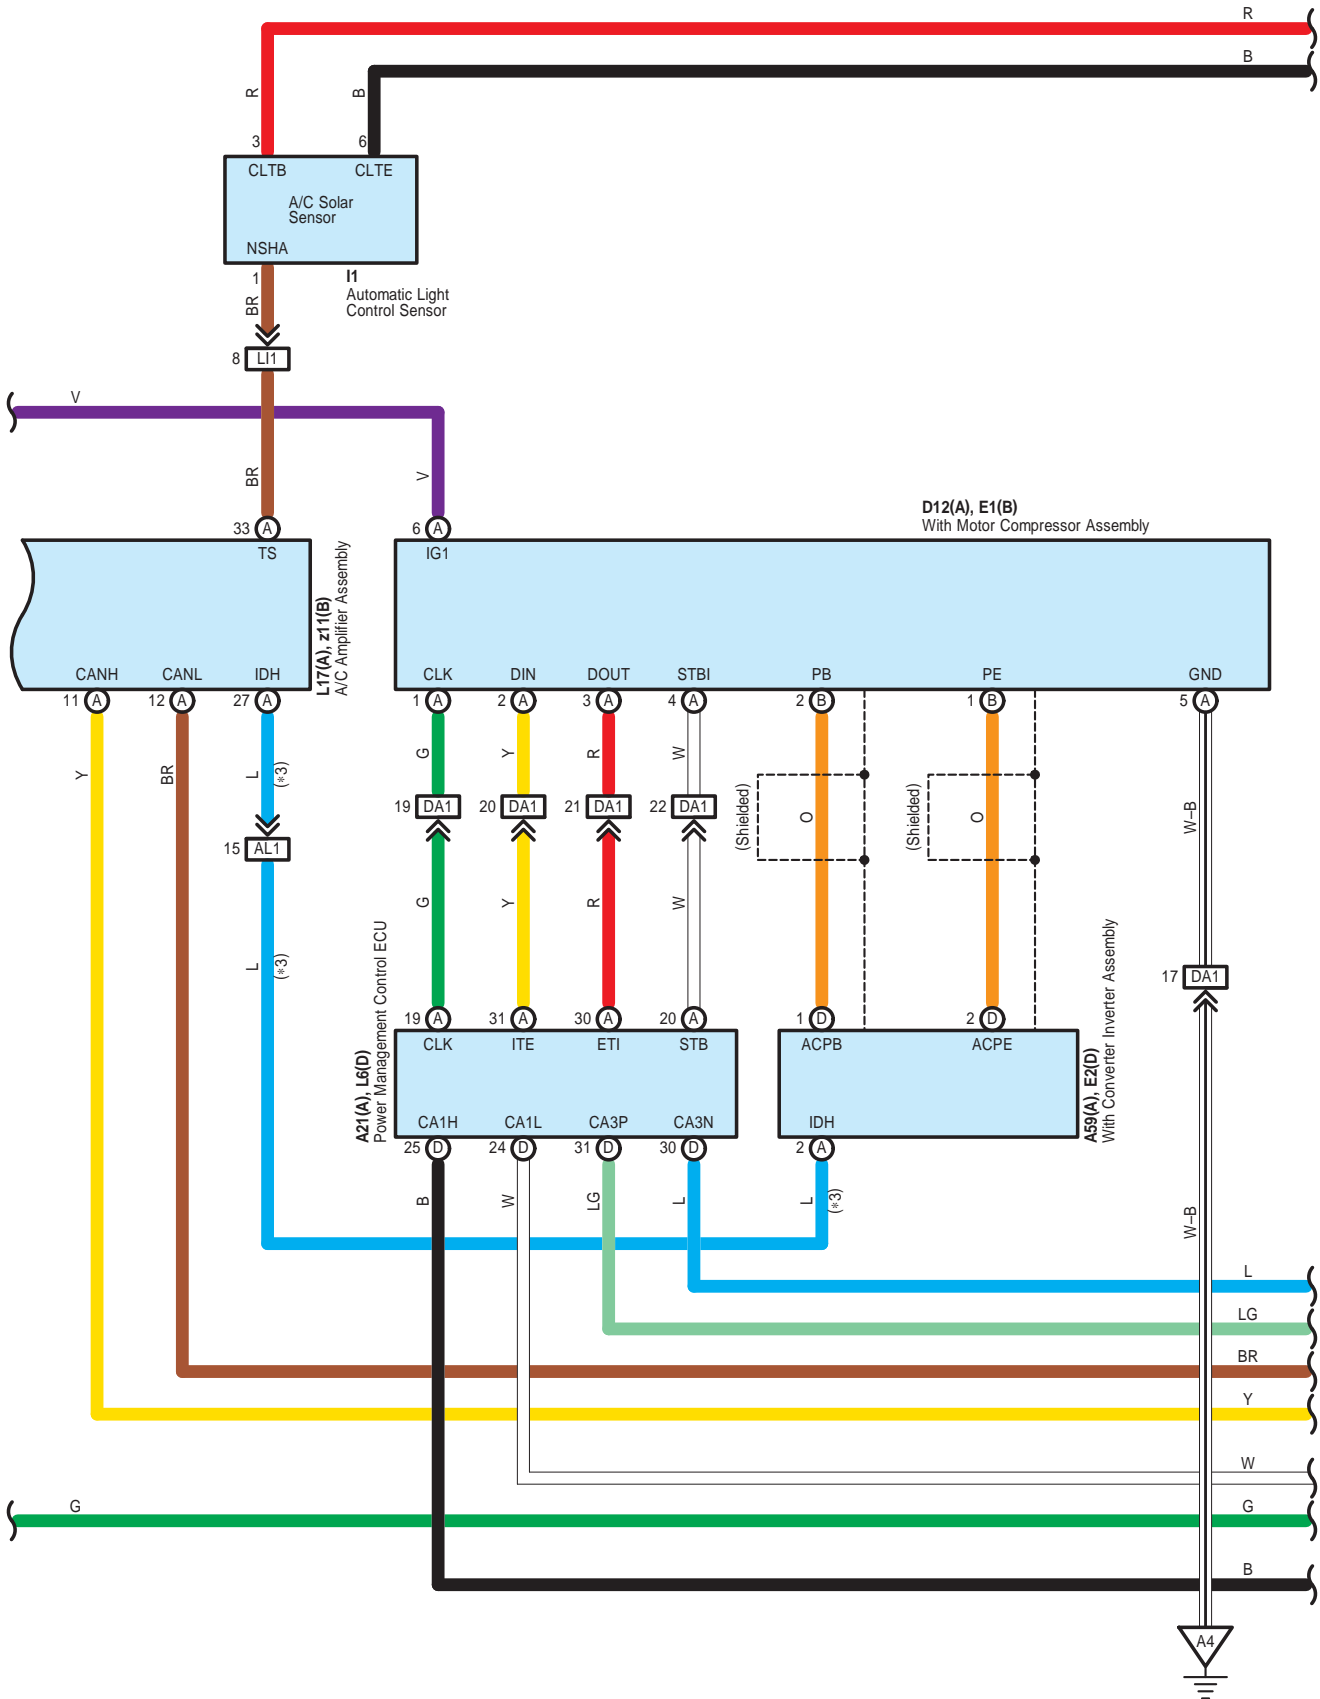 R
B
R
B
3
6
CLTB
CLTE
A/C Solar
Sensor
NSHA
1
BR
I1
Automatic Light
Control Sensor
8 LI1
V
BR
V
33 A
6 A
D12(A), E1(B)
With Motor Compressor Assembly
TS
IG1
L17(A), z11(B)
A/C Amplifier Assembly
CANH
CANL
IDH
CLK
DIN
DOUT
STBI
PB
PE
GND
11 A
12 A
27 A
1 A
2 A
3 A
4 A
2 B
1 B
5 A
Y
BR
L
(*3)
G
Y
R
W
(Shielded)
O
(Shielded)
O
W–B
19 DA1
20 DA1
21 DA1
22 DA1
15 AL1
G
Y
R
W
L
(*3)
17 DA1
A21(A), L6(D)
Power Management Control ECU
19 A
31 A
30 A
20 A
1 D
2 D
CLK
ITE
ETI
STB
ACPB
ACPE
A59(A), E2(D)
With Converter Inverter Assembly
CA1H
CA1L
CA3P
CA3N
IDH
25 D
24 D
31 D
30 D
2 A
B
W
LG
L
L
(*3)
W–B
L
LG
BR
Y
W
G
G
B
A4